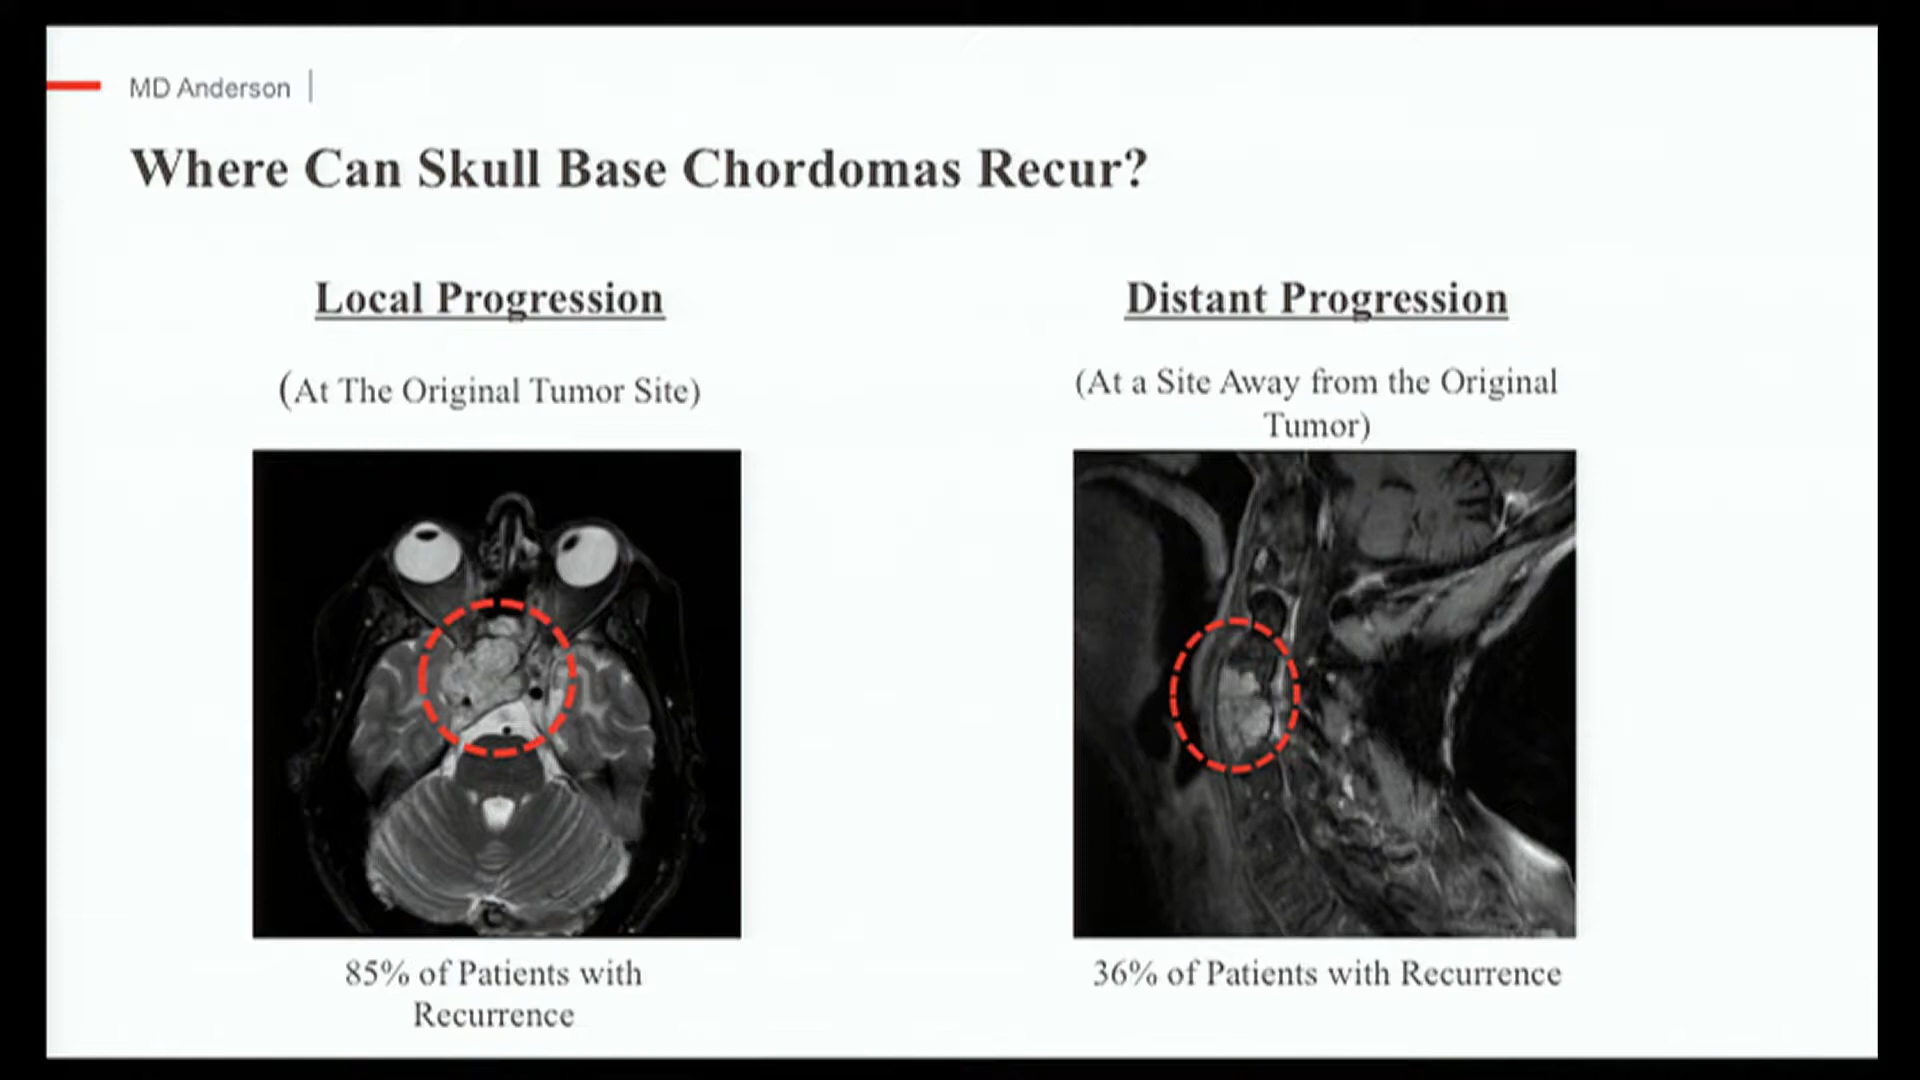 MD Anderson
Where Can Skull Base Chordomas Recur?
Local Progression
(At The Original Tumor Site)
85% of Patients with
Recurrence
Distant Progression
(At a Site Away from the Original
Tumor)
36% of Patients with Recurrence